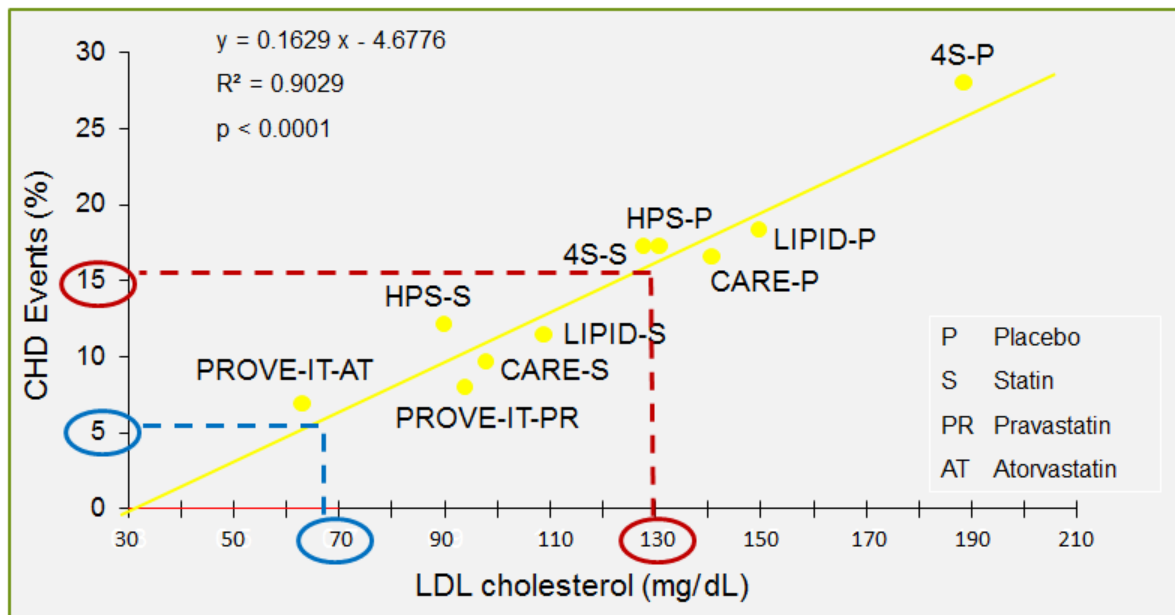 y = 0.1629 x - 4.6776
R² = 0.9029
p < 0.0001
CHD Events (%)
30
25
20
15
10
5
0
4S-P
HPS-P
4S-S
LIPID-P
CARE-P
HPS-S
LIPID-S
PROVE-IT-AT
CARE-S
PROVE-IT-PR
P Placebo
S Statin
PR Pravastatin
AT Atorvastatin
30 50 70 90 110 130 150 190 210
LDL cholesterol (mg/dL)